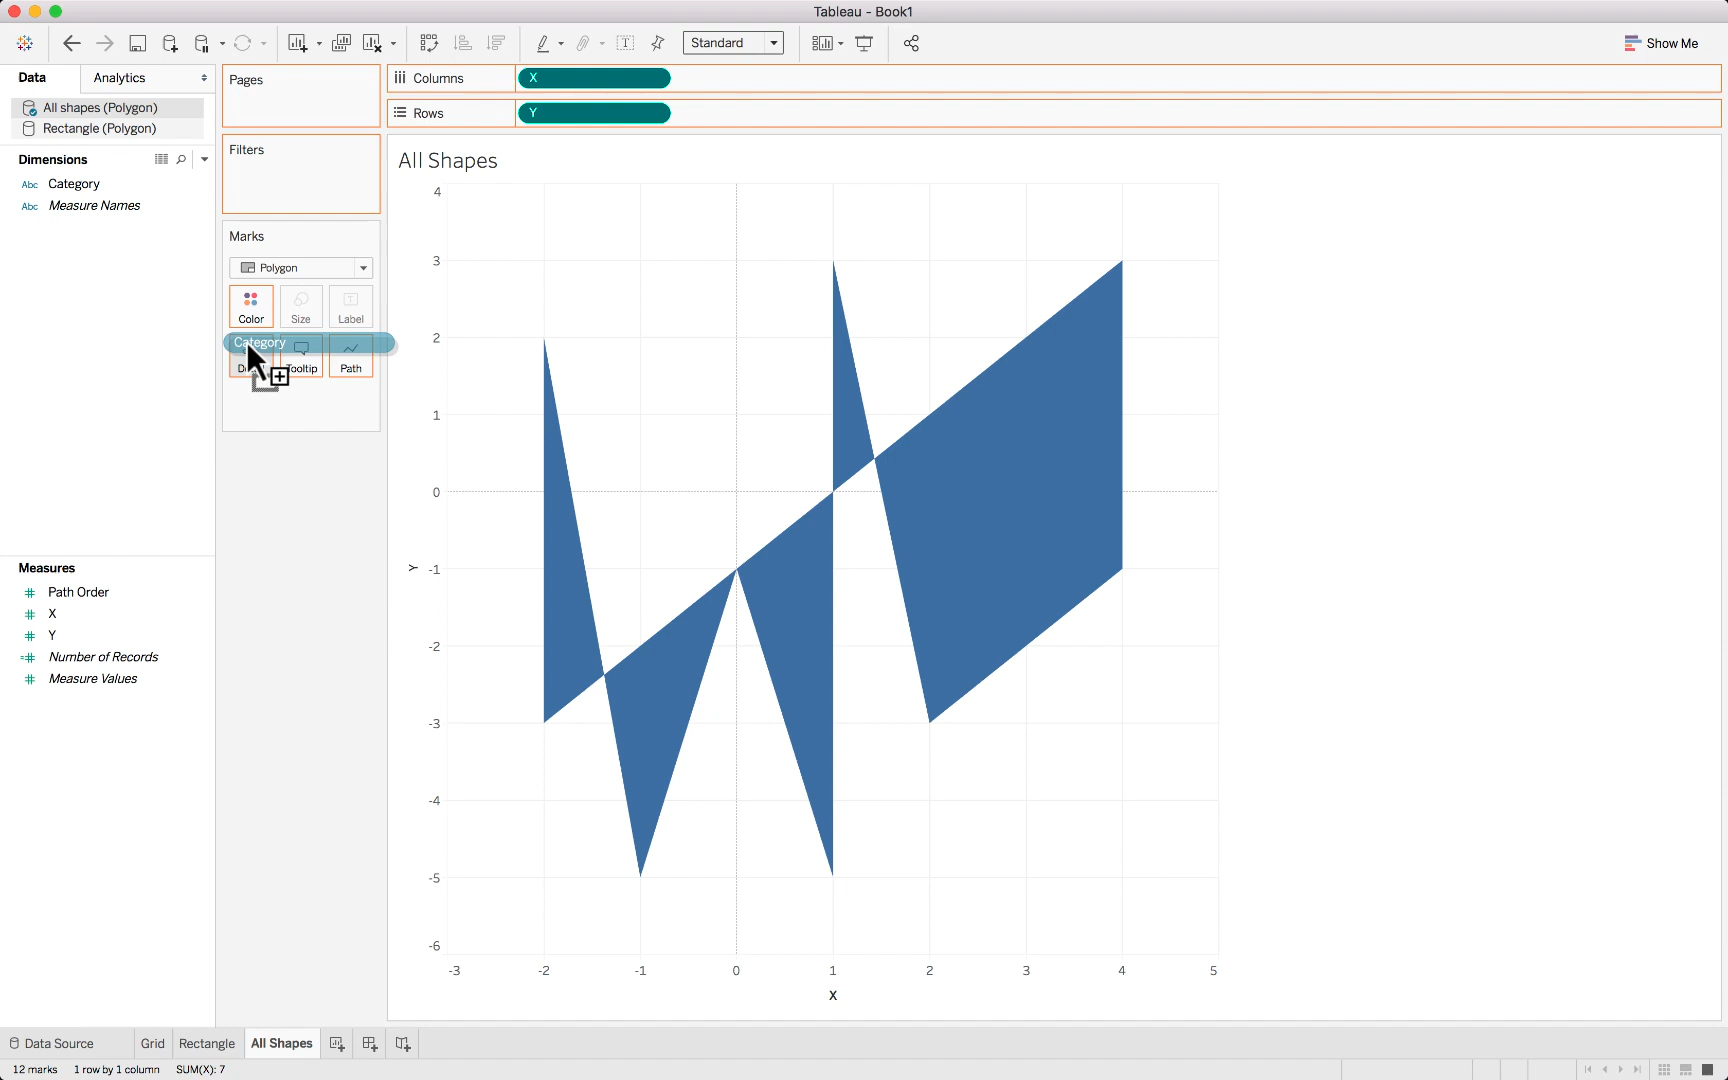 Tableau - Book1
Standard
Show Me
Data
Analytics
All shapes (Polygon)
Rectangle (Polygon)
Dimensions
Abc Category
Abc Measure Names
Measures
Path Order
X
Y
Number of Records
Measure Values
Pages
Filters
Marks
Polygon
Color
Size
Label
Category
Tooltip
Path
Columns
X
Rows
Y
All Shapes
4
3
2
1
0
-1
-2
-3
-4
-5
-6
Y
-3
-2
-1
0
1
2
3
4
5
X
Data Source
Grid
Rectangle
All Shapes
12 marks
1 row by 1 column
SUM(X): 7